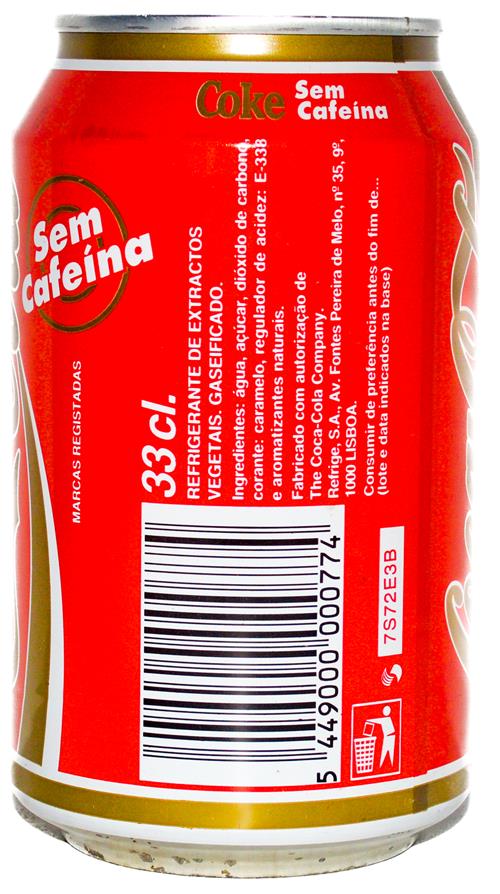 Coke Sem
Cafeína
Sem
Cafeína
MARCAS REGISTADAS
33 cl.
REFRIGERANTE DE EXTRACTOS
VEGETAIS. GASEIFICADO.
Ingredientes: água, açúcar, dióxido de carbono,
corante: caramelo, regulador de acidez: E-338
e aromatizantes naturais.
Fabricado com autorização de
The Coca-Cola Company.
Refrige, S.A., Av. Fontes Pereira de Melo, nº 35, 9º,
1000 LISBOA.
Consumir de preferência antes do fim de...
(lote e data indicados na base)
5 449000 000774
7S72E3B